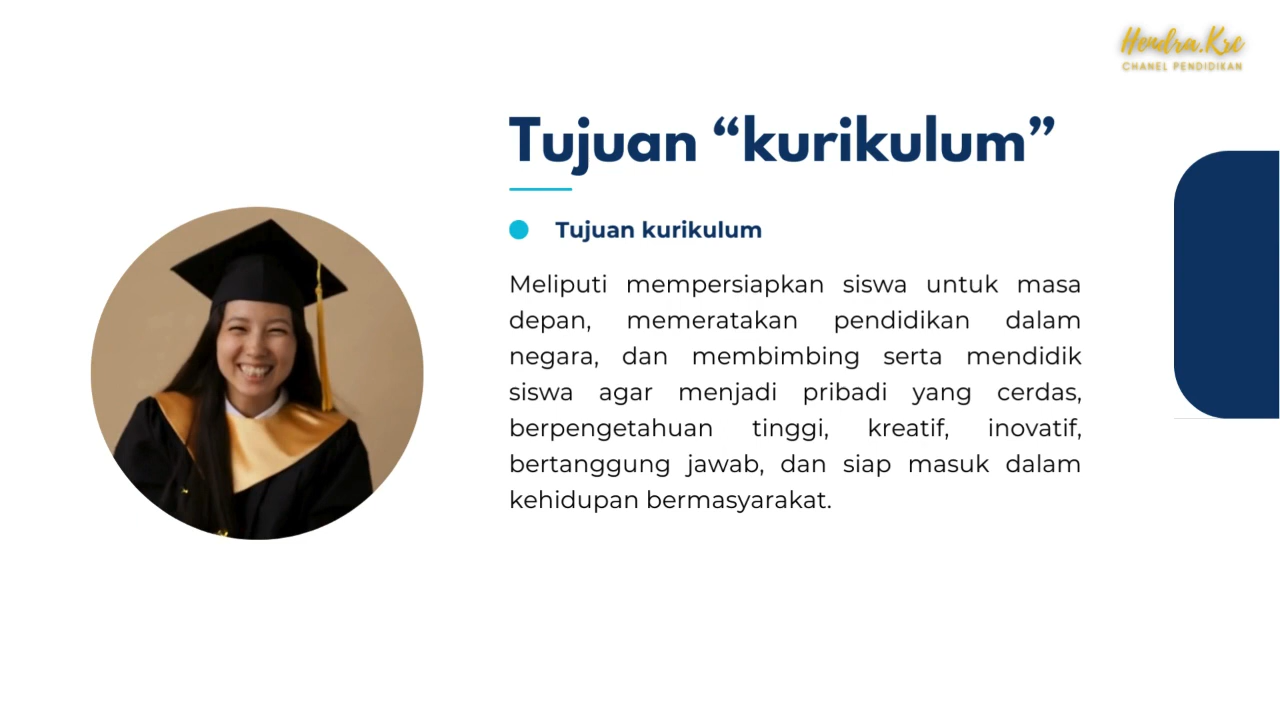 Hendra.Krc
CHANEL PENDIDIKAN
Tujuan “kurikulum”
Tujuan kurikulum
Meliputi mempersiapkan siswa untuk masa
depan, memeratakan pendidikan dalam
negara, dan membimbing serta mendidik
siswa agar menjadi pribadi yang cerdas,
berpengetahuan tinggi, kreatif, inovatif,
bertanggung jawab, dan siap masuk dalam
kehidupan bermasyarakat.